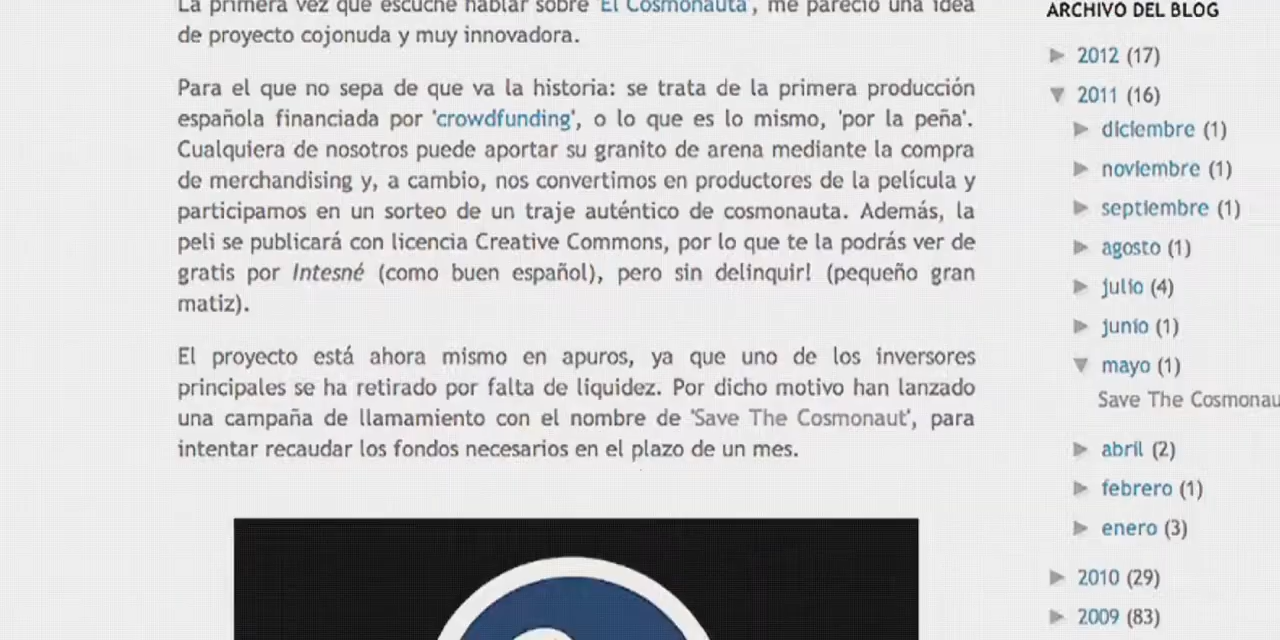 La primera vez que escuché hablar sobre 'El Cosmonauta', me pareció una idea
de proyecto cojonuda y muy innovadora.
Para el que no sepa de que va la historia: se trata de la primera producción
española financiada por 'crowdfunding', o lo que es lo mismo, 'por la peña'.
Cualquiera de nosotros puede aportar su granito de arena mediante la compra
de merchandising y, a cambio, nos convertimos en productores de la película y
participamos en un sorteo de un traje auténtico de cosmonauta. Además, la
peli se publicará con licencia Creative Commons, por lo que te la podrás ver de
gratis por Intesné (como buen español), pero sin delinquir! (pequeño gran
matiz).
El proyecto está ahora mismo en apuros, ya que uno de los inversores
principales se ha retirado por falta de liquidez. Por dicho motivo han lanzado
una campaña de llamamiento con el nombre de 'Save The Cosmonaut', para
intentar recaudar los fondos necesarios en el plazo de un mes.
ARCHIVO DEL BLOG
► 2012 (17)
▼ 2011 (16)
► diciembre (1)
► noviembre (1)
► septiembre (1)
► agosto (1)
► julio (4)
► junio (1)
▼ mayo (1)
Save The Cosmonau
► abril (2)
► febrero (1)
► enero (3)
► 2010 (29)
► 2009 (83)